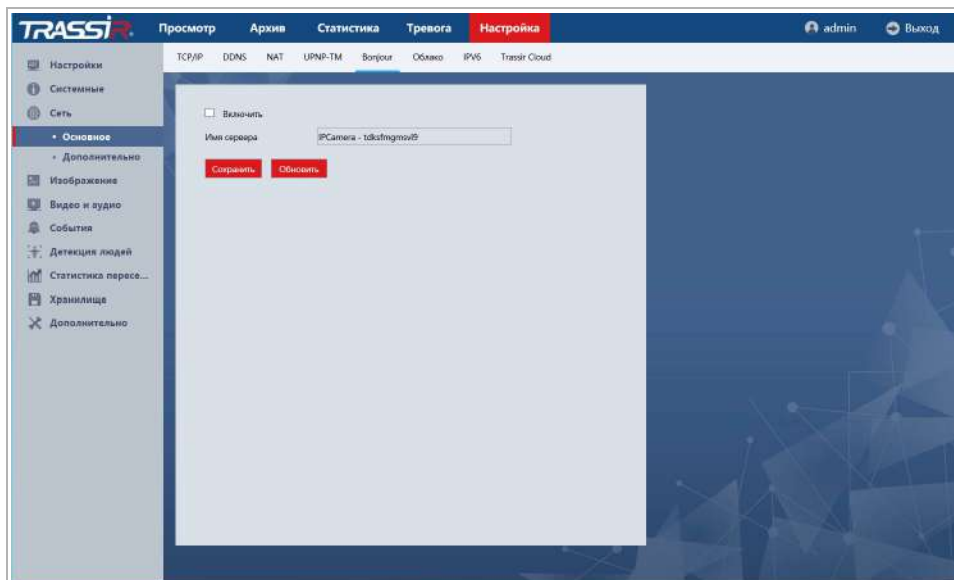 TRASSIR Просмотр Архив Статистика Тревога Настройка admin Выход
TCP/IP DDNS NAT UPNP-TM Bonjour Облако IPV6 Trassir Cloud
Настройки
Системные
Сеть
Основное
Дополнительно
Изображение
Видео и аудио
События
Детекция людей
Статистика пересе...
Хранилище
Дополнительно
Включить
Имя сервера IPCamera -
Сохранить Обновить